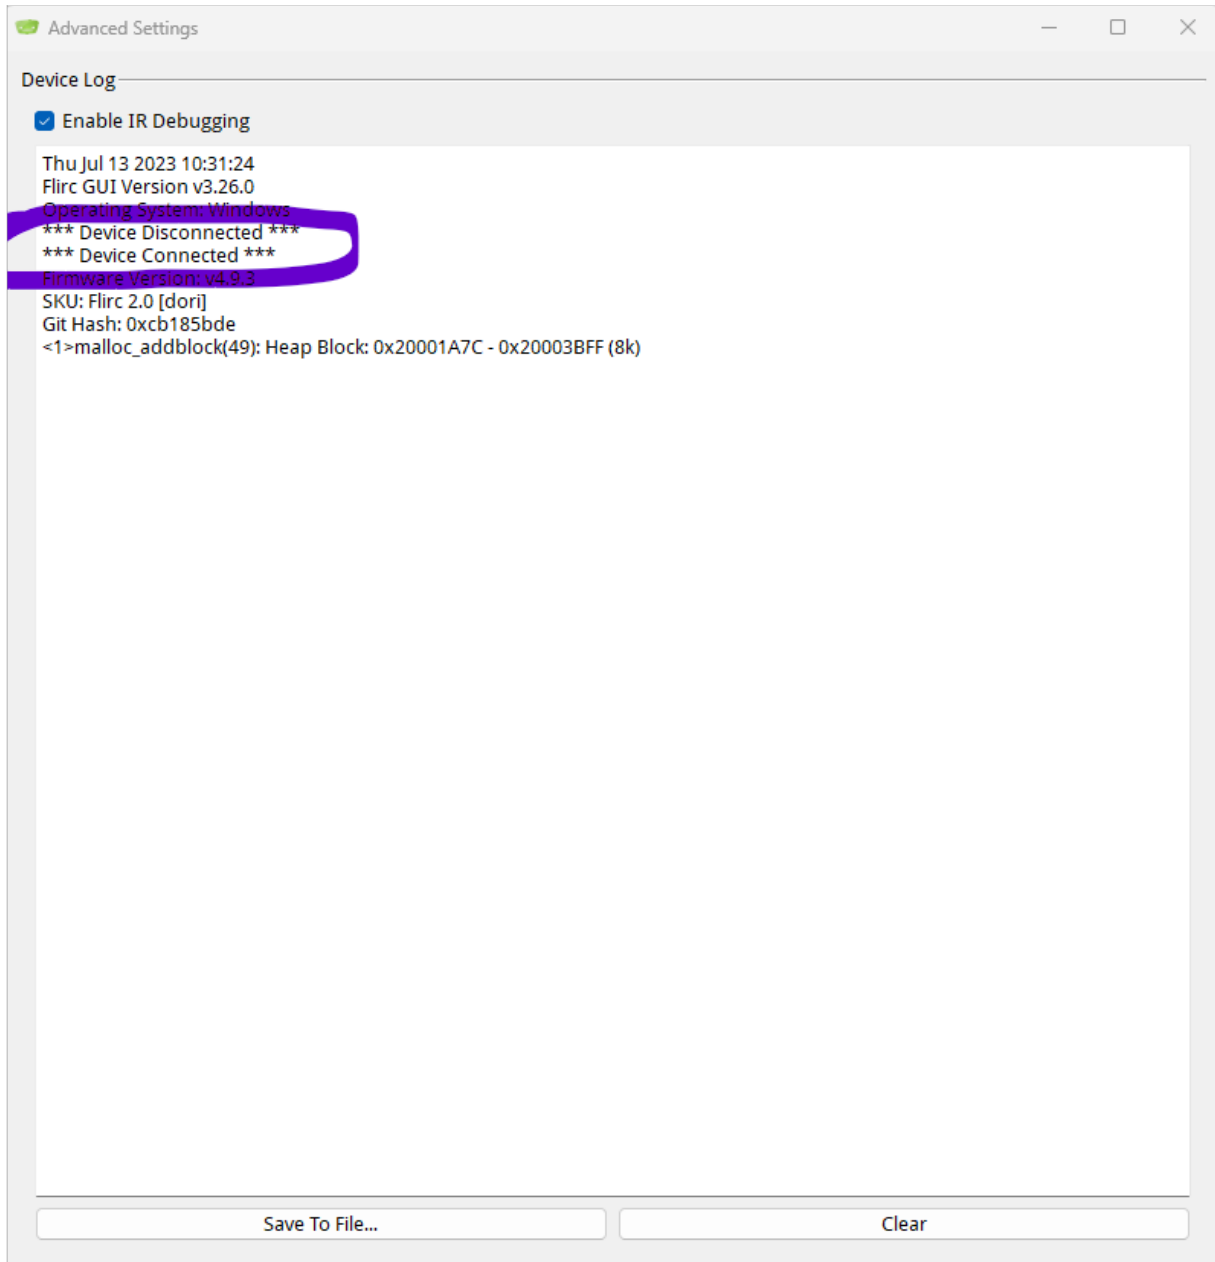 Advanced Settings
Device Log
Enable IR Debugging
Thu Jul 13 2023 10:31:24
Flirc GUI Version v3.26.0
Operating System: Windows
*** Device Disconnected ***
*** Device Connected ***
Firmware Version: v4.9.3
SKU: Flirc 2.0 [dori]
Git Hash: 0xcb185bde
<1>malloc_addblock(49): Heap Block: 0x20001A7C - 0x20003BFF (8k)
Save To File...
Clear